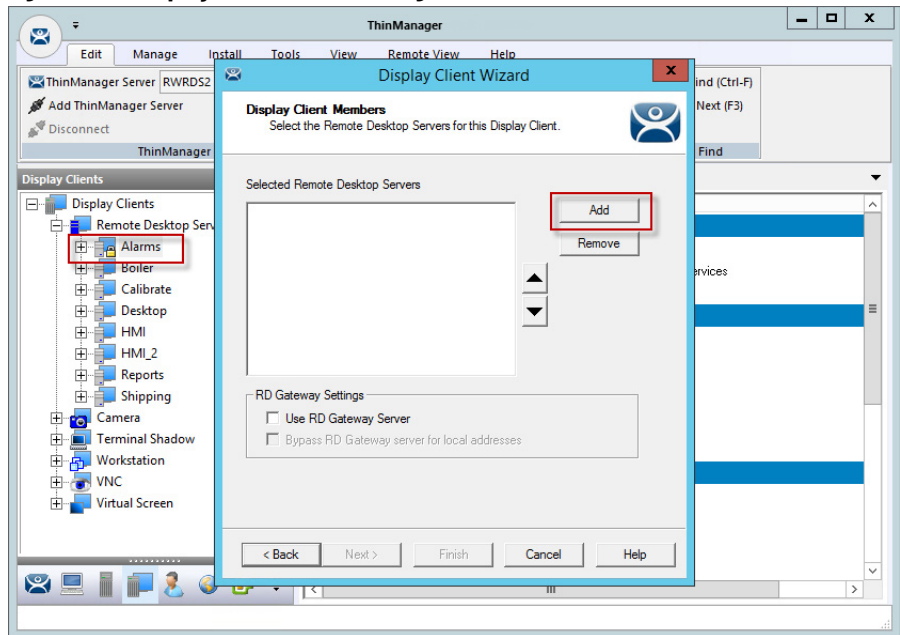 ThinManager
Edit Manage Install Tools View Remote View Help
ThinManager Server RWRDS2
Add ThinManager Server
Disconnect
ThinManager
ind (Ctrl-F)
Next (F3)
Find
Display Clients
Display Clients
Remote Desktop Serv
Alarms
Boiler
Calibrate
Desktop
HMI
HMI_2
Reports
Shipping
Camera
Terminal Shadow
Workstation
VNC
Virtual Screen
Display Client Wizard
x
Display Client Members
Select the Remote Desktop Servers for this Display Client.
Selected Remote Desktop Servers
Add
Remove
RD Gateway Settings
Use RD Gateway Server
Bypass RD Gateway server for local addresses
< Back Next > Finish Cancel Help
ervices